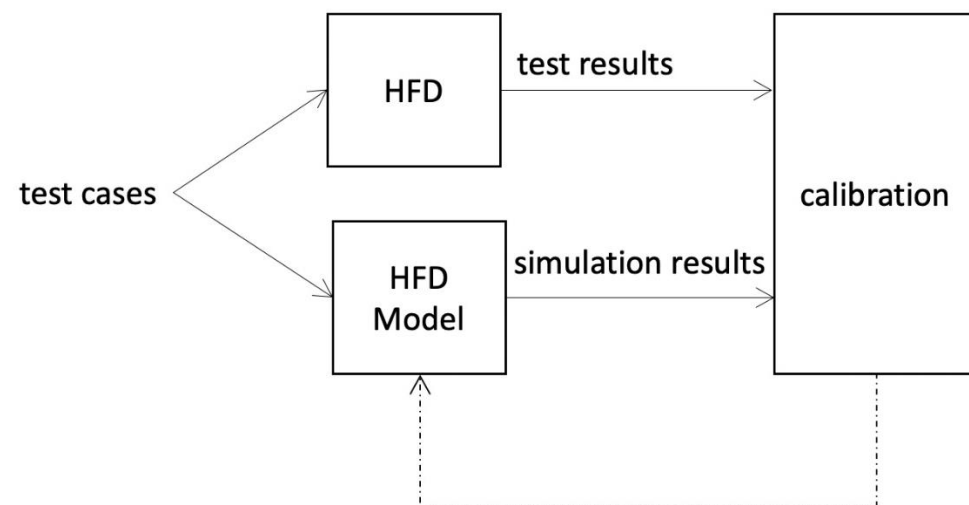 HFD
test results
test cases
calibration
simulation results
HFD
Model